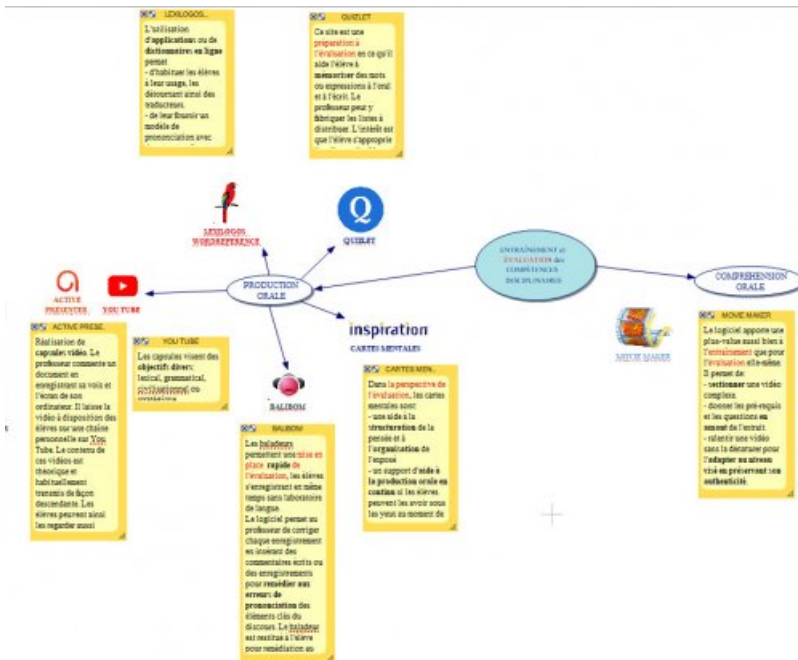 LEXILOGOS...
L'utilisation
d'applications ou de
dictionnaires en ligne
permet
- d'habituer les élèves
à leur usage, les
détournant ainsi des
traducteurs.
- de leur fournir un
modèle de
prononciation avec
QUIZLET
Ce site est une
preparation à
l'évaluation en ce qu'il
aide l'élève à
mémoriser des mots
ou expressions à l'oral
et à l'écrit. Le
professeur peut y
fabriquer les listes à
distribuer. L'intérêt est
que l'élève s'approprie
LEXILOGOS
WORDREFERENCE
Q
QUIZLET
ENTRAÎNEMENT et
ÉVALUATION des
COMPÉTENCES
DISCIPLINAIRES
COMPREHENSION
ORALE
PRODUCTION
ORALE
ACTIVE
PRESENTER
YOU TUBE
inspiration
CARTES MENTALES
MOVIE MAKER
BALIBOM
ACTIVE PRESE.
Réalisation de
capsules vidéo. Le
professeur commente un
document en
enregistrant sa voix et
l'écran de son
ordinateur. Il laisse la
vidéo à disposition des
élèves sur une chaîne
personnelle sur You
Tube. Le contenu de
ces vidéos est
théorique et
habituellement
transmis de façon
descendante. Les
élèves peuvent ainsi
les regarder aussi
YOU TUBE
Les capsules visent des
objectifs divers:
lexical, grammatical,
civilisationnel ou
BALIBOM
Les baladeurs
permettent une mise en
place rapide de
l'évaluation, les élèves
s'enregistrant en même
temps sans laboratoire
de langue.
Le logiciel permet au
professeur de corriger
chaque enregistrement
en insérant des
commentaires écrits ou
des enregistrements
pour remédier aux
erreurs de
prononciation des
éléments clés du
discours. Le baladeur
est restitué à l'élève
pour remédiation au
CARTES MEN...
Dans la perspective de
l'évaluation, les cartes
mentales sont:
- une aide à la
structuration de la
pensée et à
l'organisation de
l'exposé
- un support d'aide à
la production orale en
continu si les élèves
peuvent les avoir sous
les yeux au moment de
MOVIE MAKER
Le logiciel apporte une
plus-value aussi bien à
l'entraînement que pour
l'évaluation elle-même.
Il permet de:
- sectionner une vidéo
complexe.
- donner les pré-requis
et les questions en
amont de l'extrait.
- ralentir une vidéo
sans la dénaturer pour
l'adapter au niveau
visé en préservant son
authenticité.